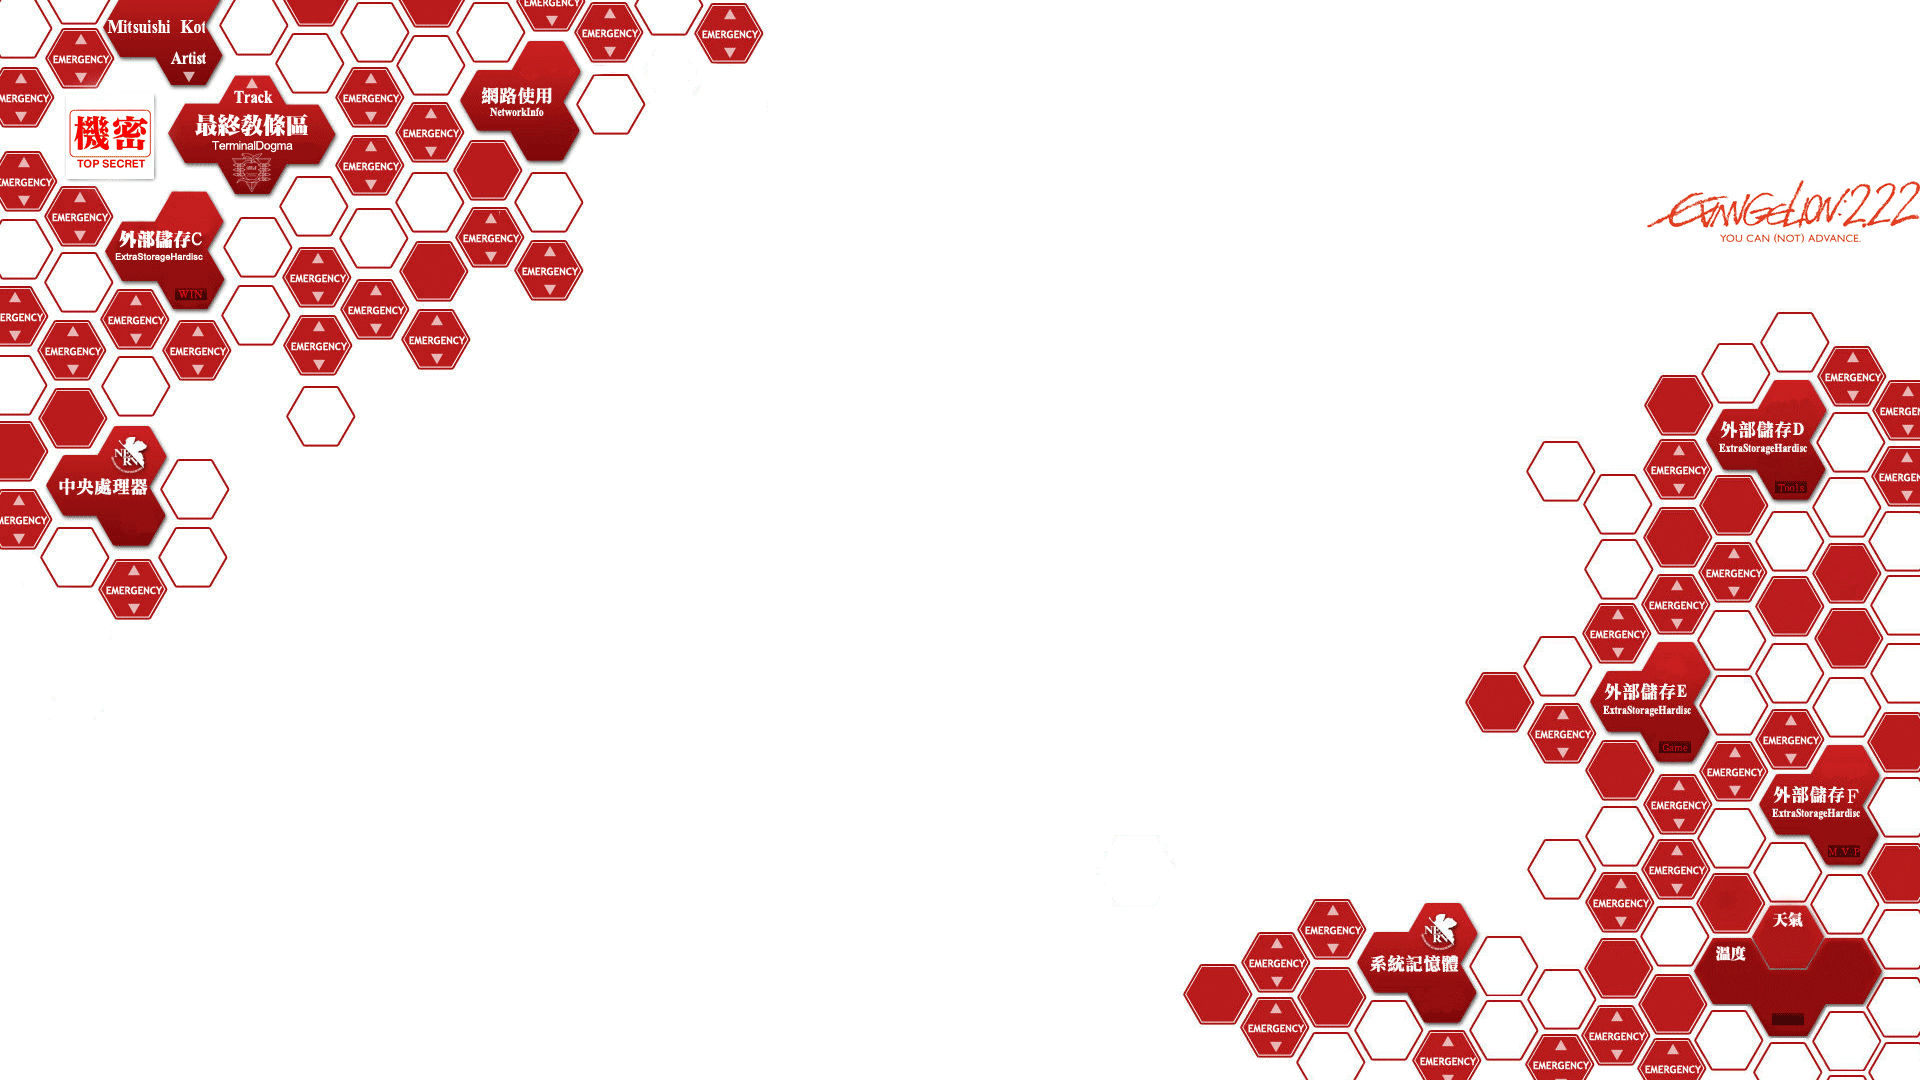 EMERGENCY
EMERGENCY
EMERGENCY
Mitsuishi Kot
Artist
EMERGENCY
EMERGENCY
Track
最終教條區
TerminalDogma
EMERGENCY
EMERGENCY
EMERGENCY
網路使用
NetworkInfo
機密
TOP SECRET
EMERGENCY
EMERGENCY
外部儲存C
ExtraStorageHardisc
WIN
EMERGENCY
EMERGENCY
EMERGENCY
EMERGENCY
EMERGENCY
EMERGENCY
EMERGENCY
EMERGENCY
EMERGENCY
EMERGENCY
EMERGENCY
NERV
中央處理器
EMERGENCY
EMERGENCY
EVANGELION:2.22
YOU CAN (NOT) ADVANCE.
EMERGENCY
EMERGEN
外部儲存D
ExtraStorageHardisc
Tools
EMERGENCY
EMERGEN
EMERGENCY
EMERGENCY
EMERGENCY
外部儲存E
ExtraStorageHardisc
Game
EMERGENCY
EMERGENCY
EMERGENCY
EMERGENCY
外部儲存F
ExtraStorageHardisc
M.V.P
EMERGENCY
EMERGENCY
天氣
溫度
EMERGENCY
EMERGENCY
EMERGENCY
NERV
系統記憶體
EMERGENCY
EMERGENCY
EMERGENCY
EMERGENCY
EMERGENCY